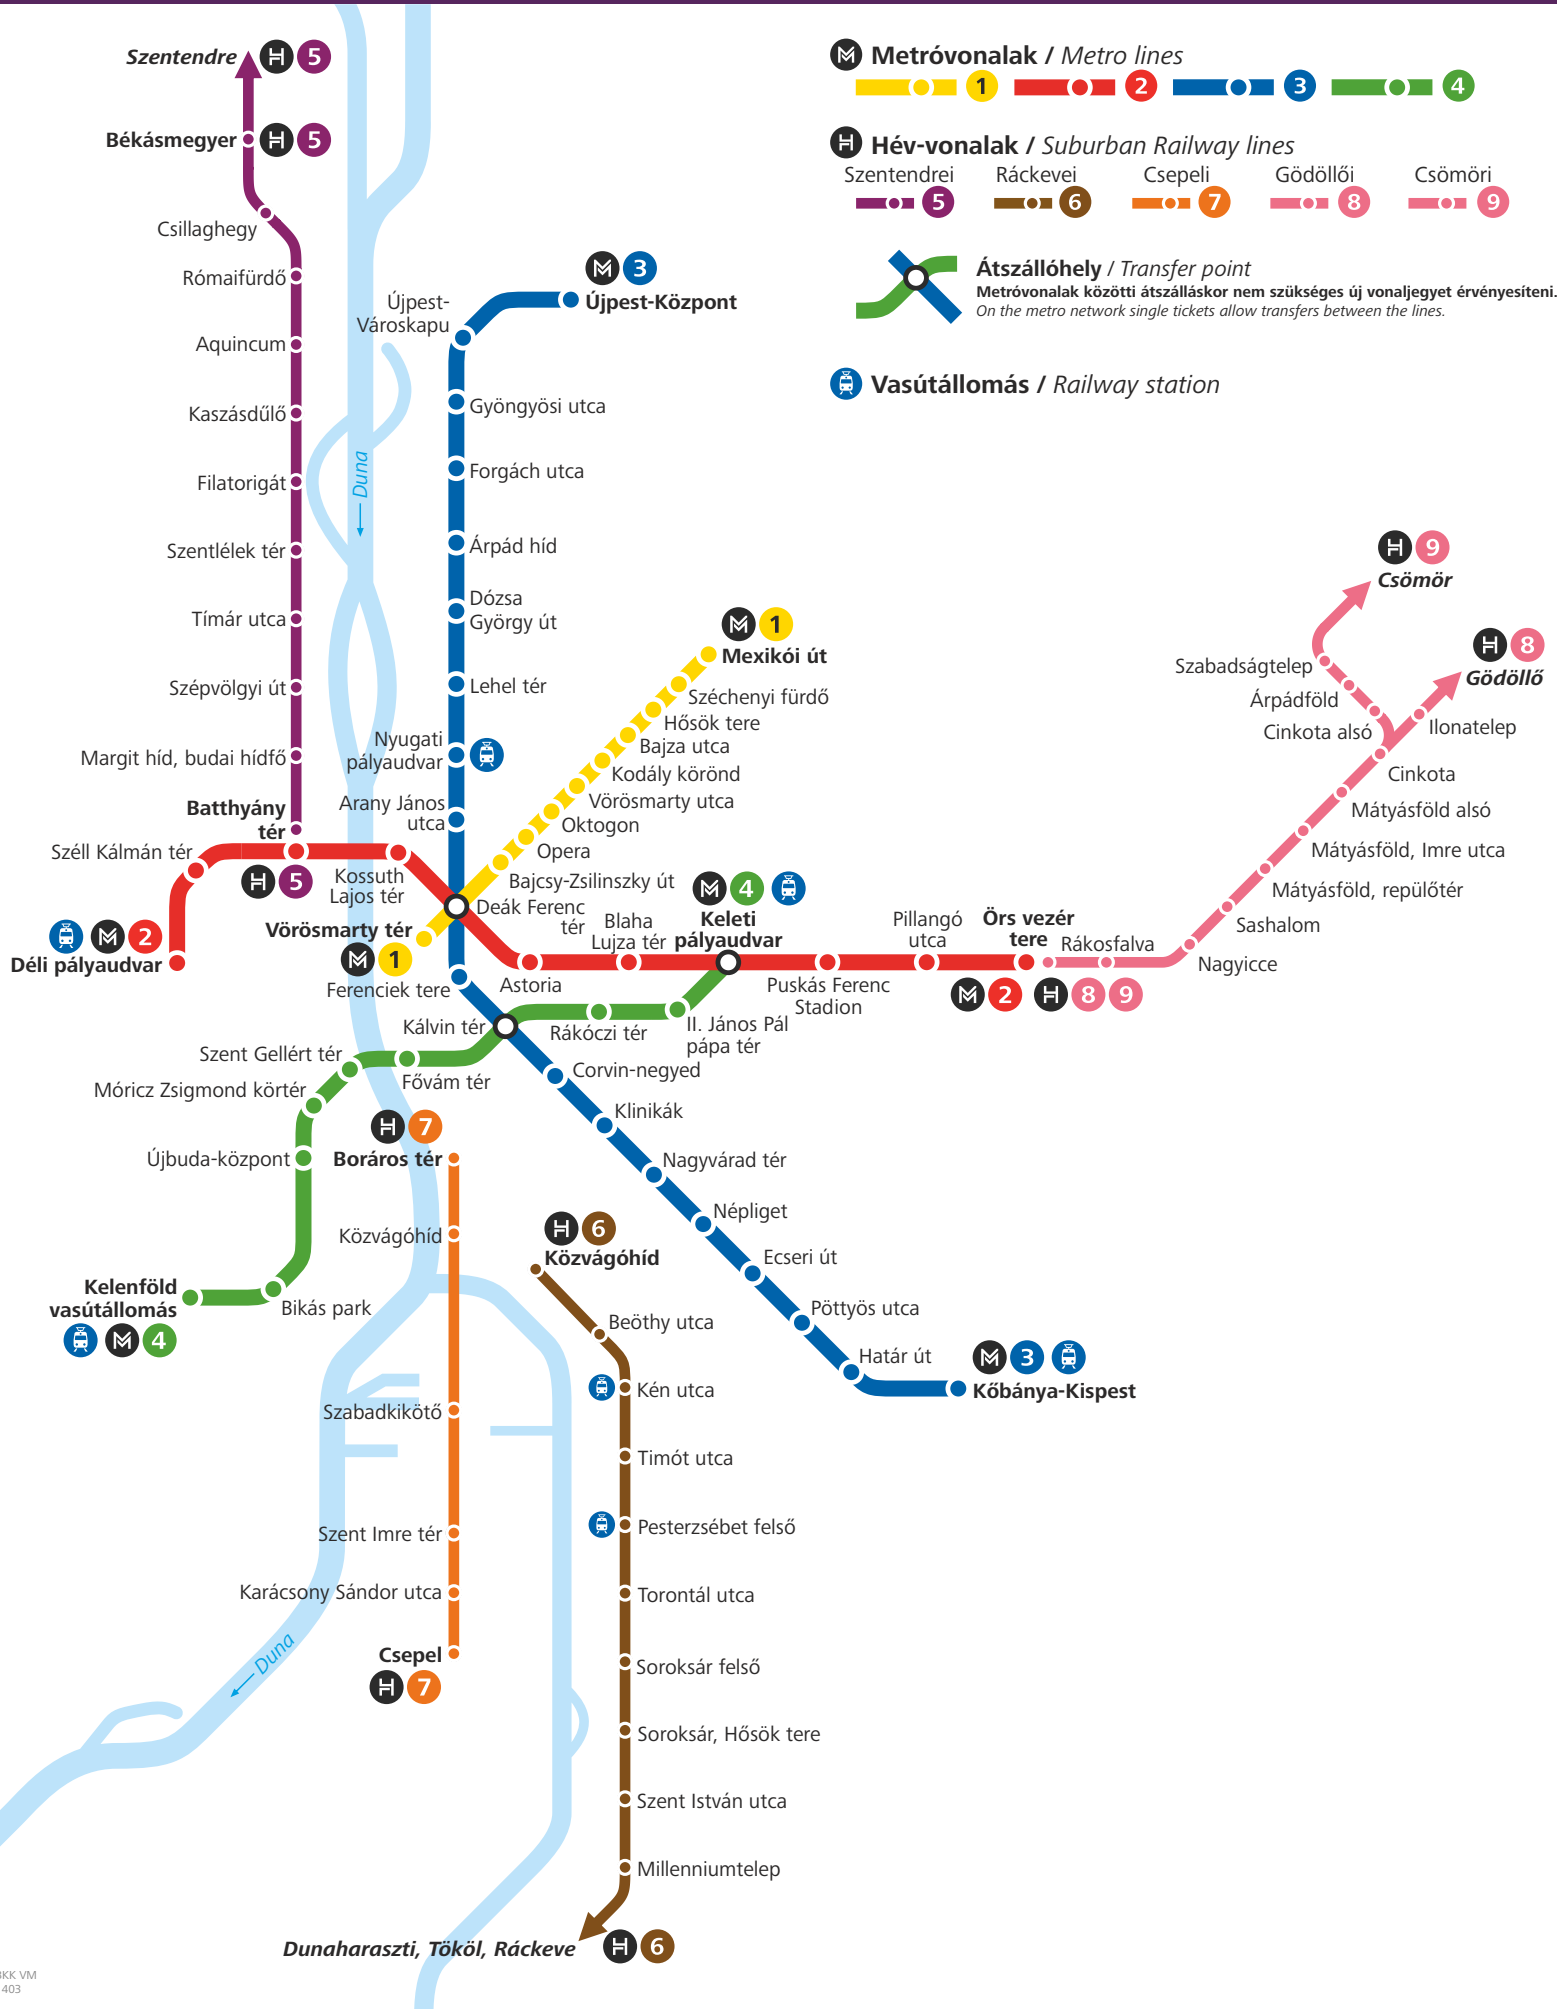 Szentendre H 5
Békásmegyer H 5
Csillaghegy
Rómaifürdő
Aquincum
Kaszásdűlő
Filatorigát
Szentlélek tér
Tímár utca
Szépvölgyi út
Margit híd, budai hídfő
Batthyány
tér
H 5
M Metróvonalak / Metro lines
1 2 3 4
H Hév-vonalak / Suburban Railway lines
Szentendrei Ráckevei Csepeli Gödöllői Csömöri
5 6 7 8 9
Átszállóhely / Transfer point
Metróvonalak közötti átszálláskor nem szükséges új vonaljegyet érvényesíteni.
On the metro network single tickets allow transfers between the lines.
Vasútállomás / Railway station
M 3
Újpest-Központ
Újpest-
Városkapu
Gyöngyösi utca
Forgách utca
Árpád híd
Dózsa
György út
Lehel tér
Nyugati
pályaudvar
Arany János
utca
Duna
M 1
Mexikói út
Széchenyi fürdő
Hősök tere
Bajza utca
Kodály körönd
Vörösmarty utca
Oktogon
Opera
Bajcsy-Zsilinszky út
Deák Ferenc
tér
Vörösmarty tér
M 1
Széll Kálmán tér
M 2
Déli pályaudvar
Kossuth
Lajos tér
Astoria
Blaha
Lujza tér
M 4
Keleti
pályaudvar
Puskás Ferenc
Stadion
Pillangó
utca
Örs vezér
tere
M 2 H 8 9
Rákosfalva
Nagyicce
Sashalom
Mátyásföld, repülőtér
Mátyásföld, Imre utca
Mátyásföld alsó
Cinkota
Ilonatelep
H 8
Gödöllő
Cinkota alsó
Árpádföld
Szabadságtelep
H 9
Csömör
Ferenciek tere
Kálvin tér
Rákóczi tér
II. János Pál
pápa tér
Szent Gellért tér
Fővám tér
Móricz Zsigmond körtér
Újbuda-központ
Bikás park
Kelenföld
vasútállomás
M 4
Corvin-negyed
Klinikák
Nagyvárad tér
Népliget
Ecseri út
Pöttyös utca
Határ út
M 3
Kőbánya-Kispest
H 7
Boráros tér
Közvágóhíd
Szabadkikötő
Szent Imre tér
Karácsony Sándor utca
Csepel
H 7
Duna
H 6
Közvágóhíd
Beöthy utca
Kén utca
Timót utca
Pesterzsébet felső
Torontál utca
Soroksár felső
Soroksár, Hősök tere
Szent István utca
Millenniumtelep
Dunaharaszti, Tököl, Ráckeve H 6
BKK VM
403